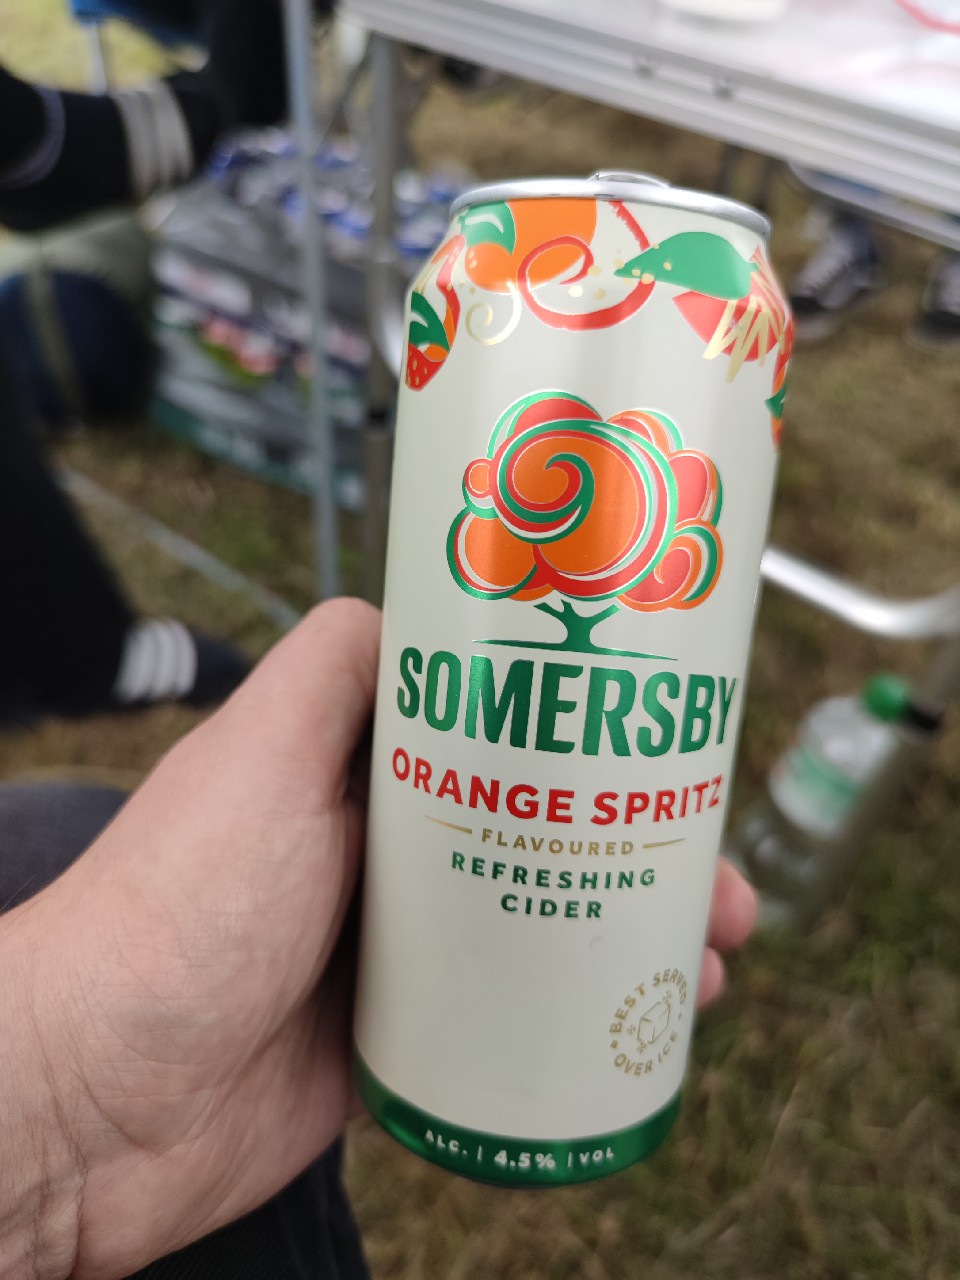 SOMERSBY
ORANGE SPRITZ
FLAVOURED
REFRESHING
CIDER
BEST SERVED
OVER ICE
ALC. | 4.5% | VOL